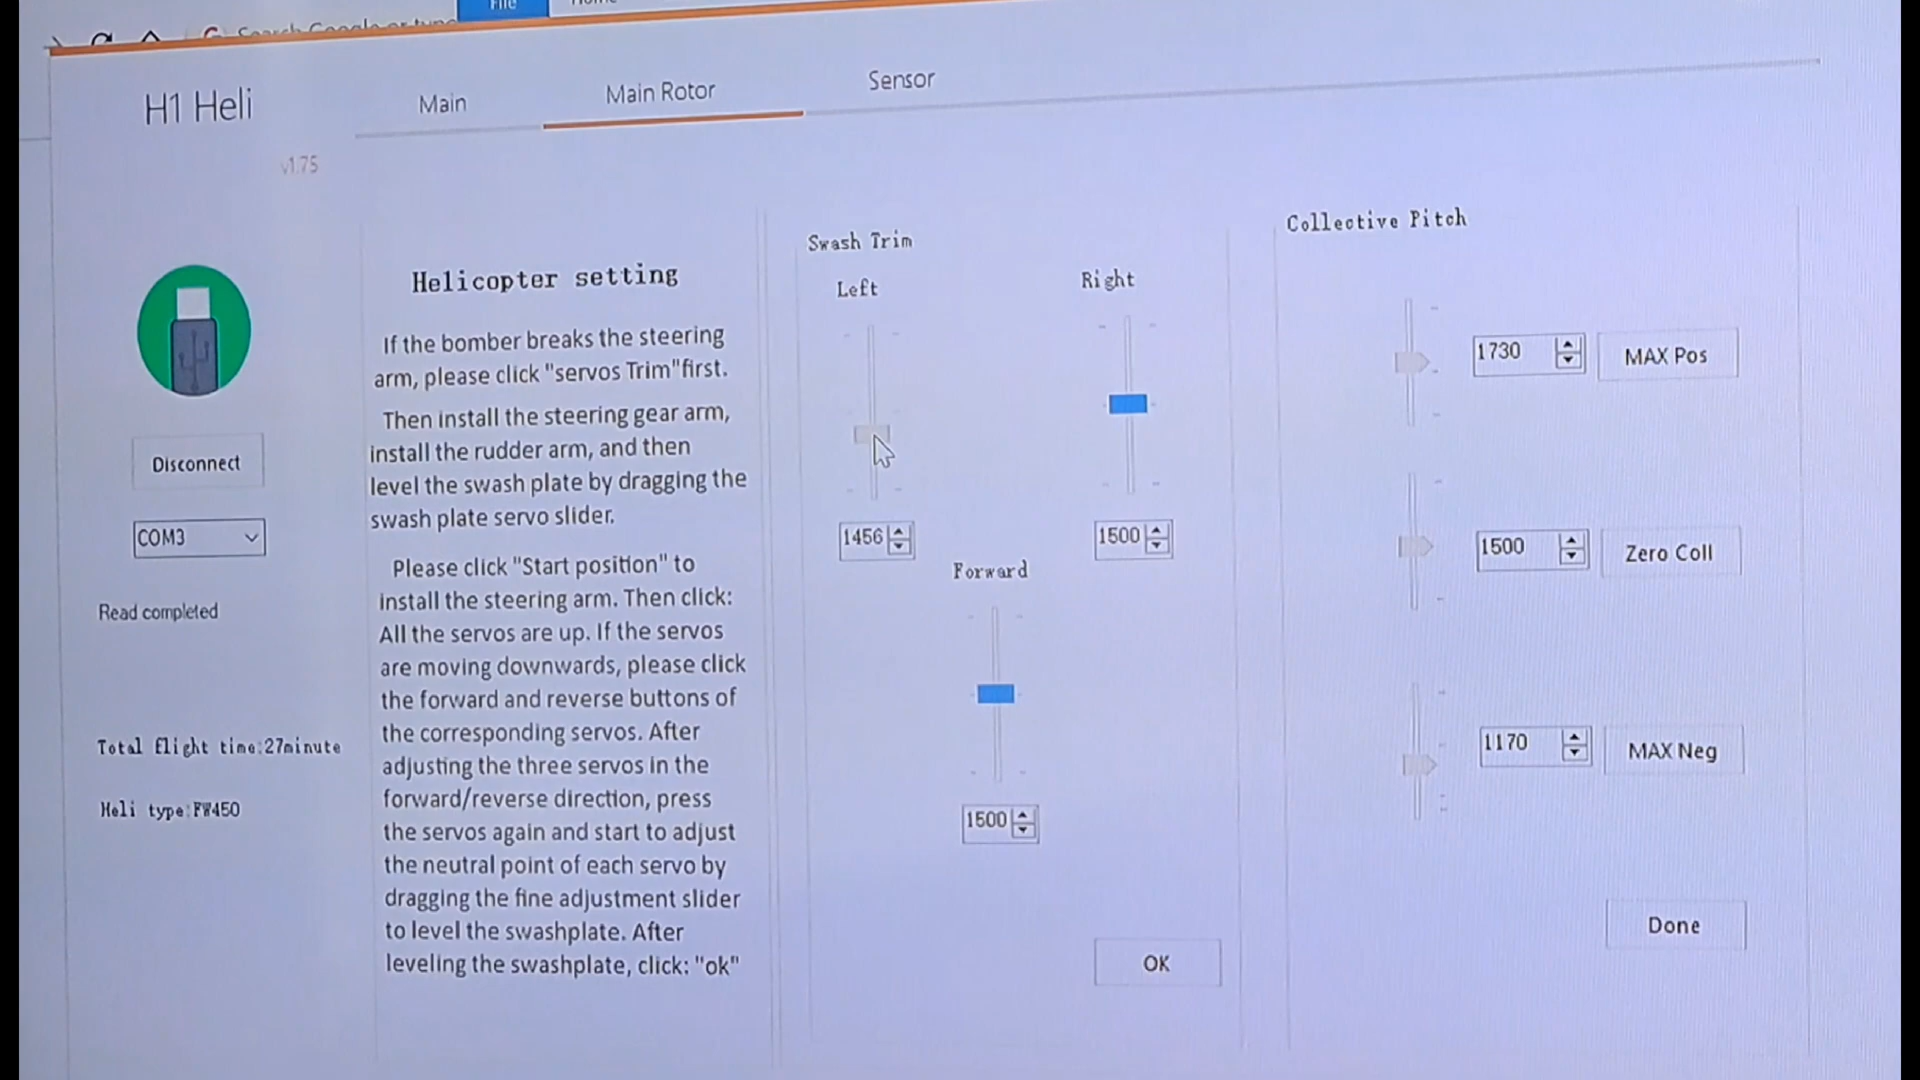 File
H1 Heli
v1.75
Main
Main Rotor
Sensor
Disconnect
COM3
Read completed
Total flight time:27minute
Heli type:FW450
Helicopter setting
If the bomber breaks the steering
arm, please click "servos Trim"first.
Then install the steering gear arm,
install the rudder arm, and then
level the swash plate by dragging the
swash plate servo slider.
Please click "Start position" to
install the steering arm. Then click:
All the servos are up. If the servos
are moving downwards, please click
the forward and reverse buttons of
the corresponding servos. After
adjusting the three servos in the
forward/reverse direction, press
the servos again and start to adjust
the neutral point of each servo by
dragging the fine adjustment slider
to level the swashplate. After
leveling the swashplate, click: "ok"
Swash Trim
Left
Right
1456
1500
Forward
1500
OK
Collective Pitch
1730
MAX Pos
1500
Zero Coll
1170
MAX Neg
Done